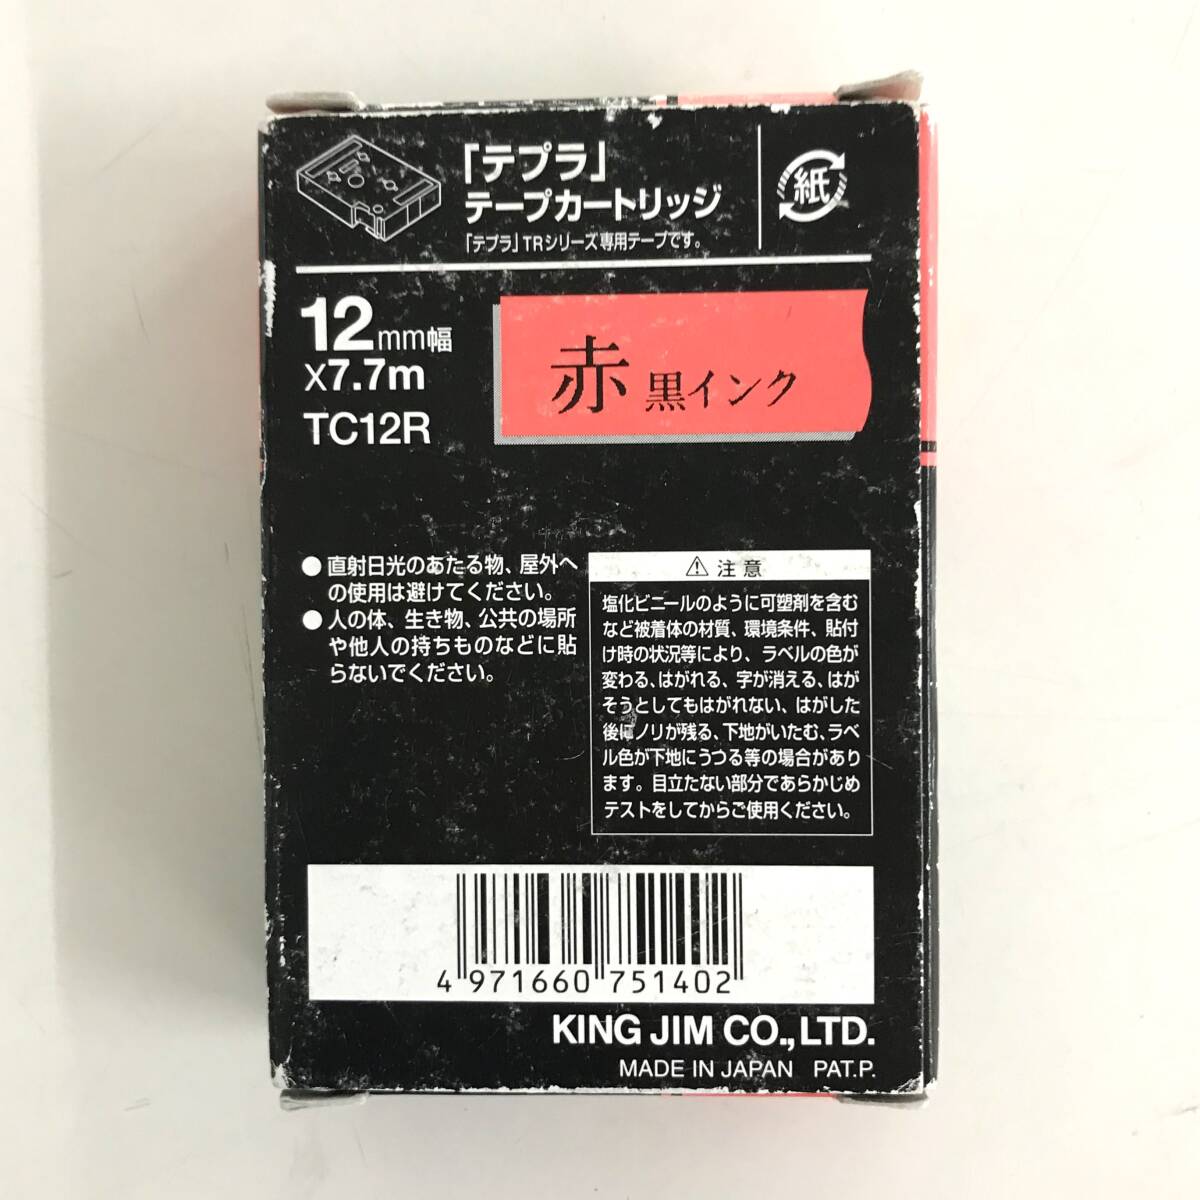 「テプラ」
テープカートリッジ
「テプラ」TRシリーズ専用テープです。
紙
12mm幅
X7.7m
TC12R
赤 黒インク
● 直射日光のあたる物、屋外へ
の使用は避けてください。
● 人の体、生き物、公共の場所
や他人の持ちものなどに貼
らないでください。
⚠ 注意
塩化ビニールのように可塑剤を含む
など被着体の材質、環境条件、貼付
け時の状況等により、ラベルの色が
変わる、はがれる、字が消える、はが
そうとしてもはがれない、はがした
後にノリが残る、下地がいたむ、ラベ
ル色が下地にうつる等の場合があり
ます。目立たない部分であらかじめ
テストをしてからご使用ください。
4 971660 751402
KING JIM CO.,LTD.
MADE IN JAPAN PAT.P.